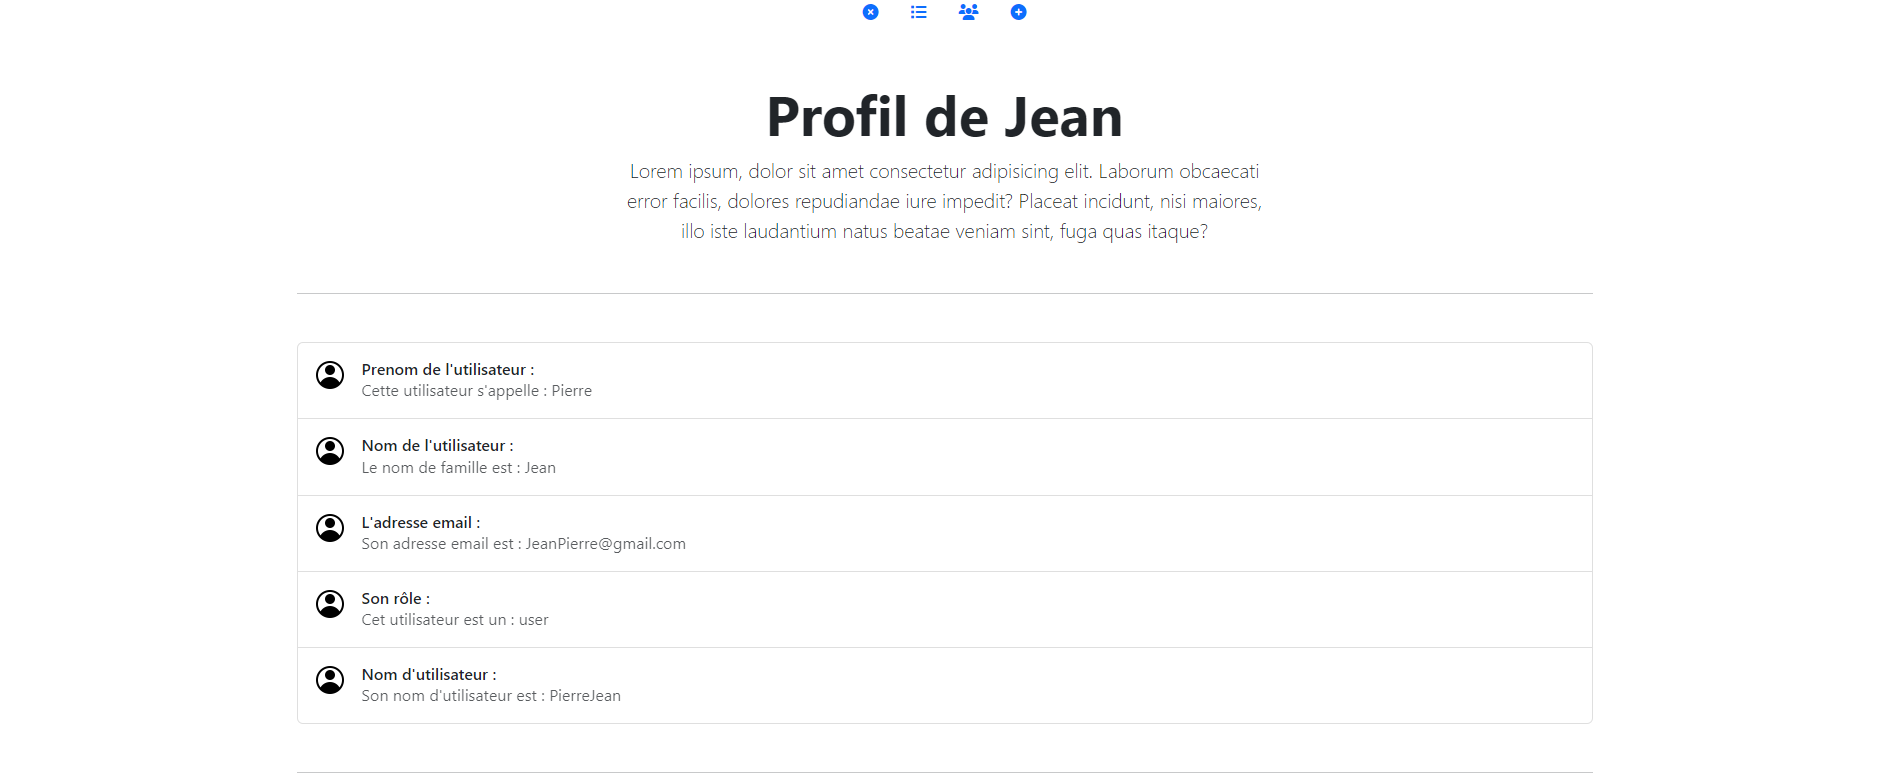 Profil de Jean
Lorem ipsum, dolor sit amet consectetur adipisicing elit. Laborum obcaecati
error facilis, dolores repudiandae iure impedit? Placeat incidunt, nisi maiores,
illo iste laudantium natus beatae veniam sint, fuga quas itaque?
Prenom de l'utilisateur :
Cette utilisateur s'appelle : Pierre
Nom de l'utilisateur :
Le nom de famille est : Jean
L'adresse email :
Son adresse email est : JeanPierre@gmail.com
Son rôle :
Cet utilisateur est un : user
Nom d'utilisateur :
Son nom d'utilisateur est : PierreJean